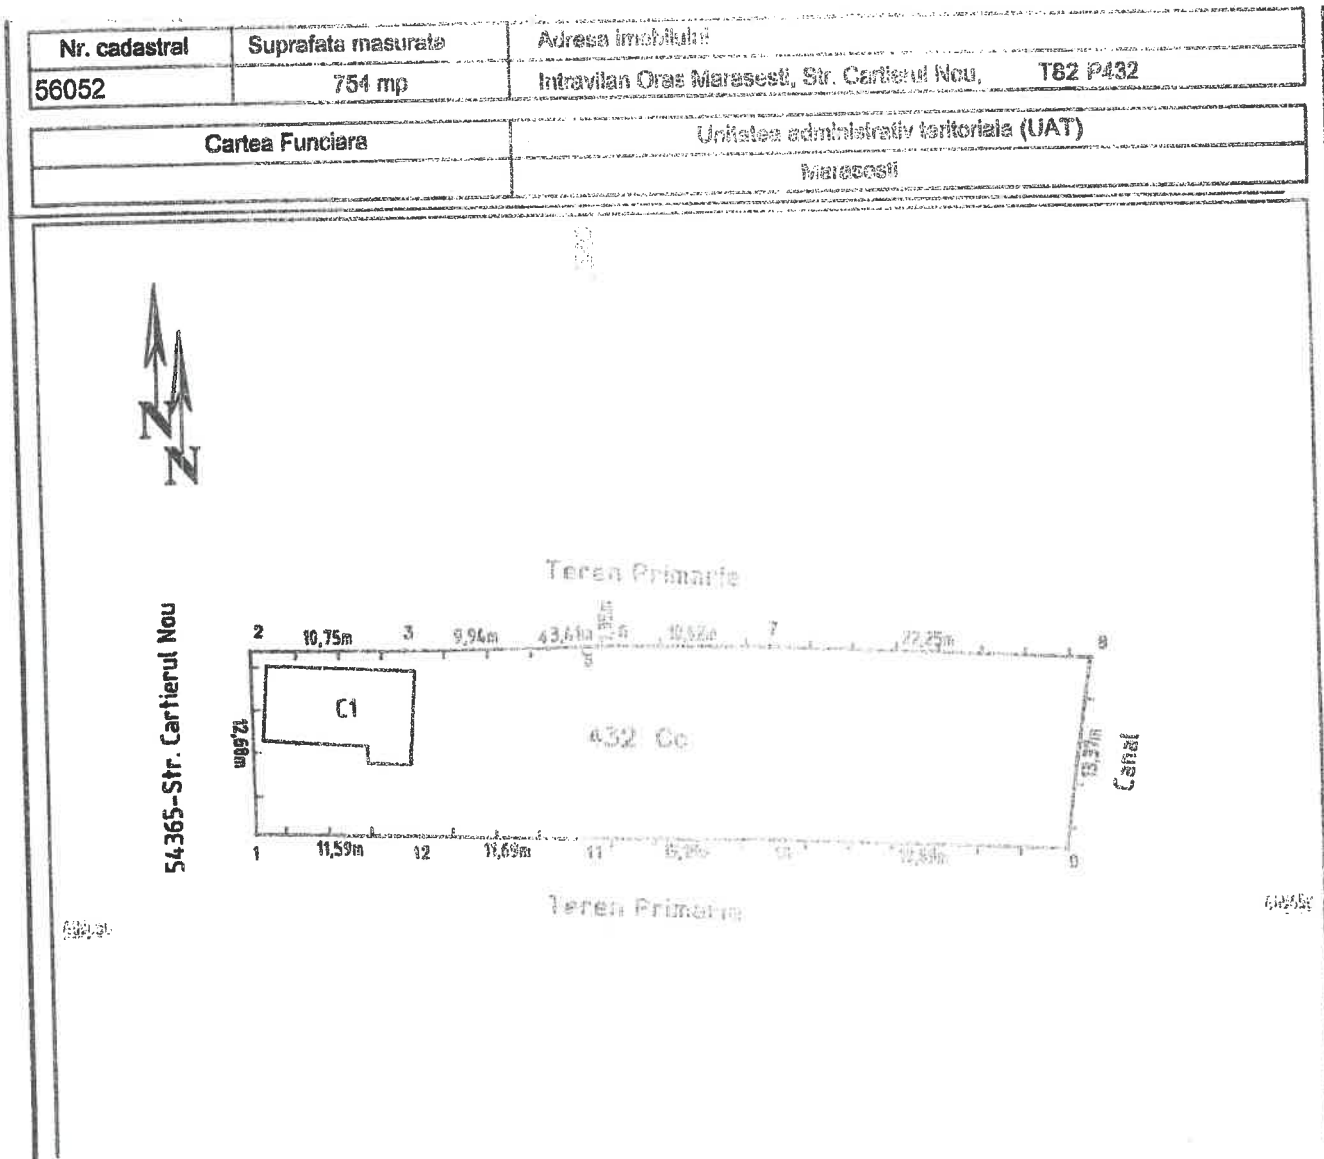 Nr. cadastral Suprafata masurata Adresa imobilului
56052 754 mp Intravilan Oras Marasesti, Str. Cartierul Nou, T82 P432
Cartea Funciara Unitatea administrativ teritoriala (UAT)
Marasesti
N
N
Teren Primarie
2 10,75m 3 9,94m 7 22,25m 8
5
54365-Str. Cartierul Nou
C1
12,68m
432 Cc
Canal
1 11,59m 12 11,69m 11 9
Teren Primarie